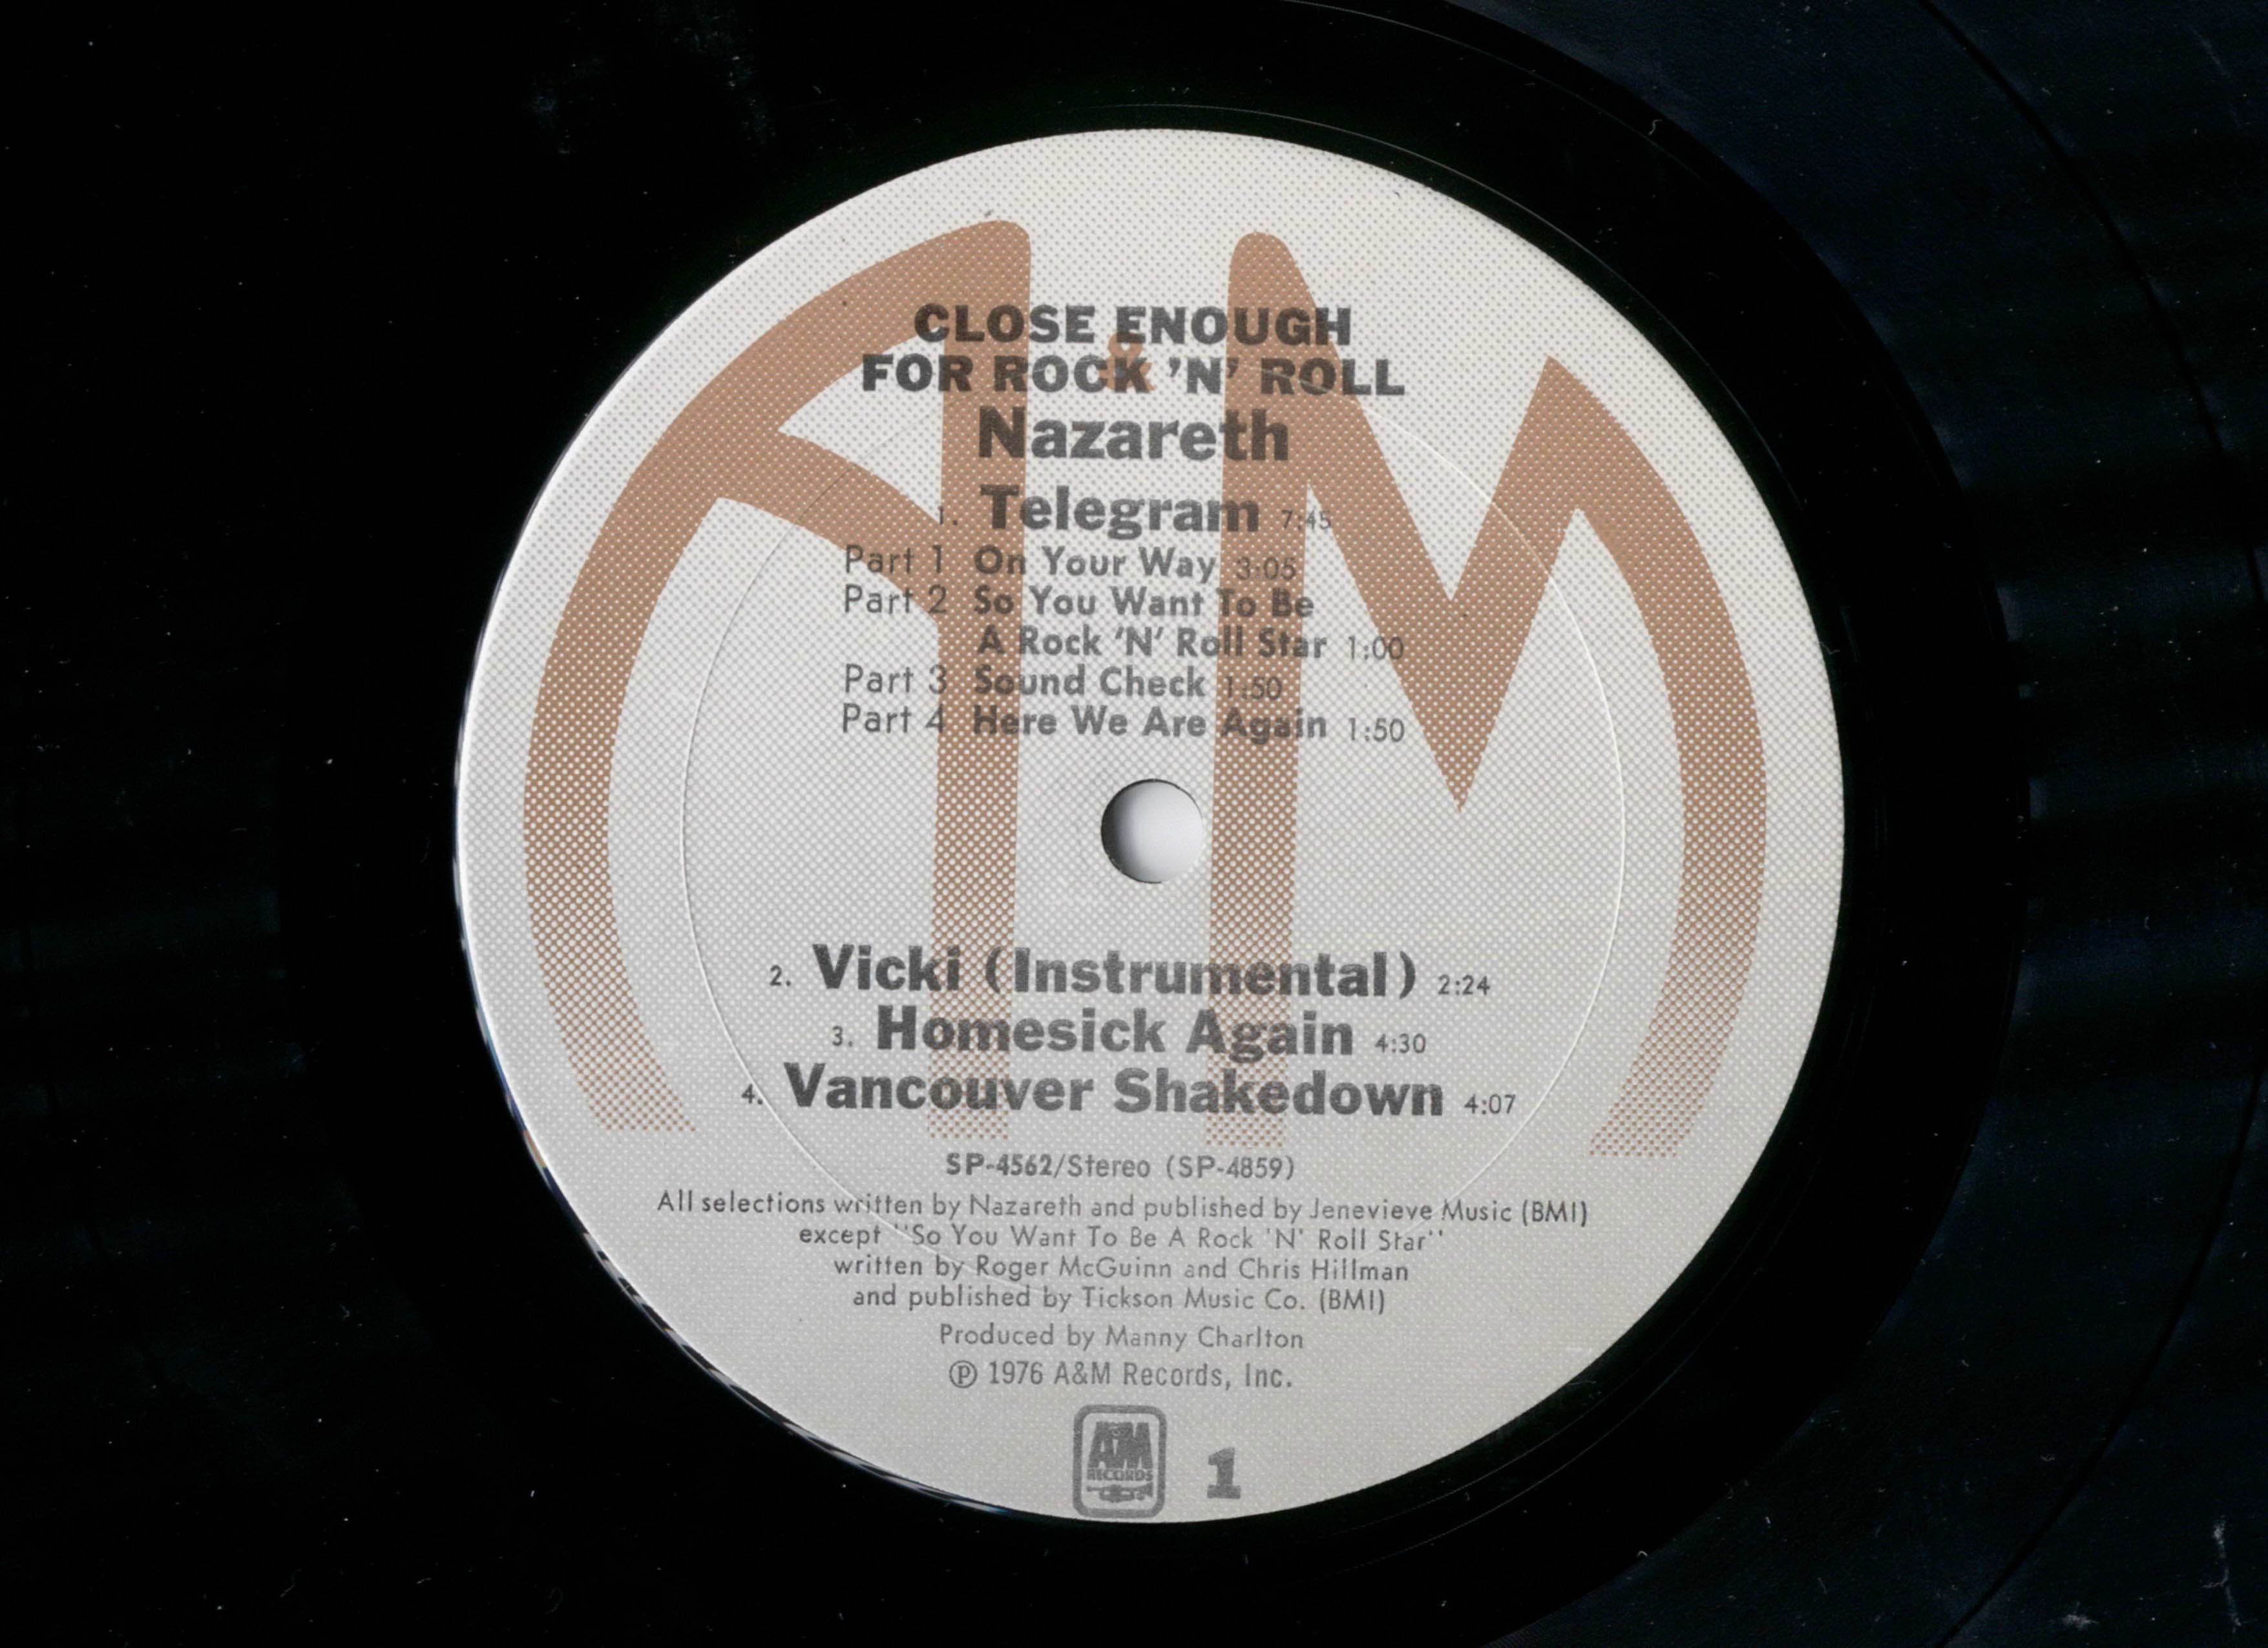 CLOSE ENOUGH
FOR ROCK 'N' ROLL
Nazareth
1. Telegram 7:45
Part 1 On Your Way 3:05
Part 2 So You Want To Be
A Rock 'N' Roll Star 1:00
Part 3 Sound Check 1:50
Part 4 Here We Are Again 1:50
2. Vicki (Instrumental) 2:24
3. Homesick Again 4:30
4. Vancouver Shakedown 4:07
SP-4562/Stereo (SP-4859)
All selections written by Nazareth and published by Jenevieve Music (BMI)
except "So You Want To Be A Rock 'N' Roll Star"
written by Roger McGuinn and Chris Hillman
and published by Tickson Music Co. (BMI)
Produced by Manny Charlton
℗ 1976 A&M Records, Inc.
A&M
RECORDS
1
A&M